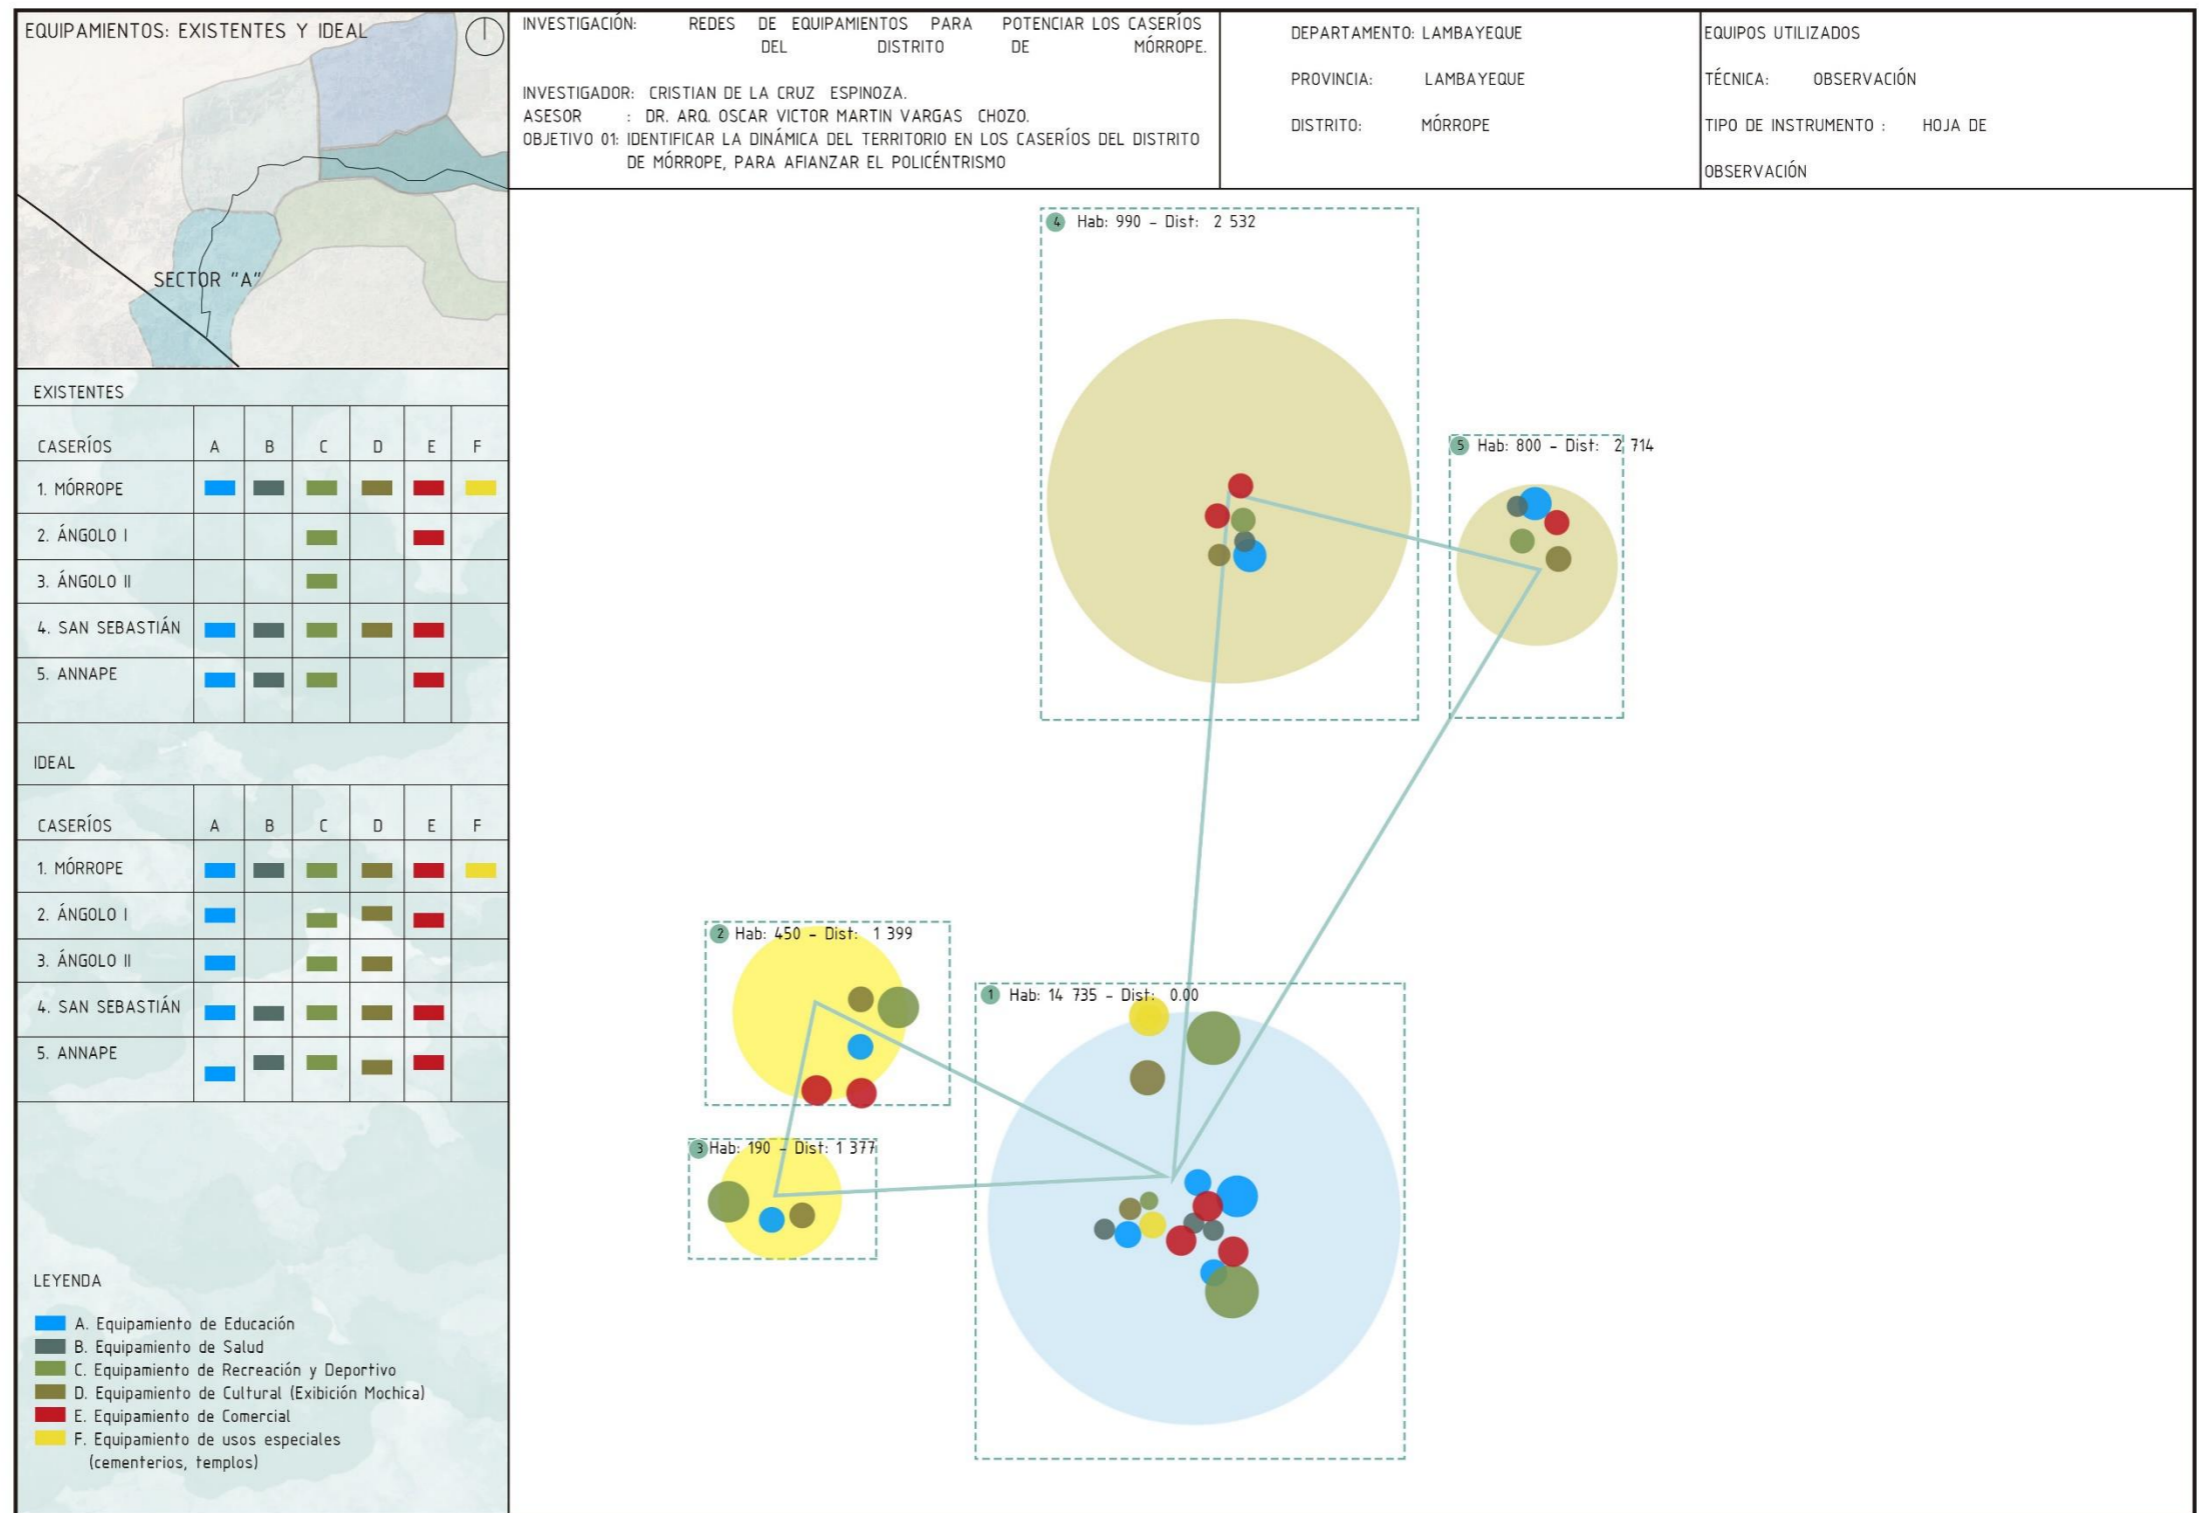 EQUIPAMIENTOS: EXISTENTES Y IDEAL
SECTOR "A"
INVESTIGACIÓN: REDES DE EQUIPAMIENTOS PARA POTENCIAR LOS CASERÍOS
DEL DISTRITO DE MÓRROPE.
INVESTIGADOR: CRISTIAN DE LA CRUZ ESPINOZA.
ASESOR : DR. ARQ. OSCAR VICTOR MARTIN VARGAS CHOZO.
OBJETIVO 01: IDENTIFICAR LA DINÁMICA DEL TERRITORIO EN LOS CASERÍOS DEL DISTRITO
DE MÓRROPE, PARA AFIANZAR EL POLICÉNTRISMO
DEPARTAMENTO: LAMBAYEQUE
PROVINCIA: LAMBAYEQUE
DISTRITO: MÓRROPE
EQUIPOS UTILIZADOS
TÉCNICA: OBSERVACIÓN
TIPO DE INSTRUMENTO : HOJA DE
OBSERVACIÓN
EXISTENTES
CASERÍOS A B C D E F
1. MÓRROPE
2. ÁNGOLO I
3. ÁNGOLO II
4. SAN SEBASTIÁN
5. ANNAPE
IDEAL
CASERÍOS A B C D E F
1. MÓRROPE
2. ÁNGOLO I
3. ÁNGOLO II
4. SAN SEBASTIÁN
5. ANNAPE
LEYENDA
A. Equipamiento de Educación
B. Equipamiento de Salud
C. Equipamiento de Recreación y Deportivo
D. Equipamiento de Cultural (Exibición Mochica)
E. Equipamiento de Comercial
F. Equipamiento de usos especiales
(cementerios, templos)
4 Hab: 990 - Dist: 2 532
5 Hab: 800 - Dist: 2 714
2 Hab: 450 - Dist: 1 399
1 Hab: 14 735 - Dist: 0.00
3 Hab: 190 - Dist: 1 377